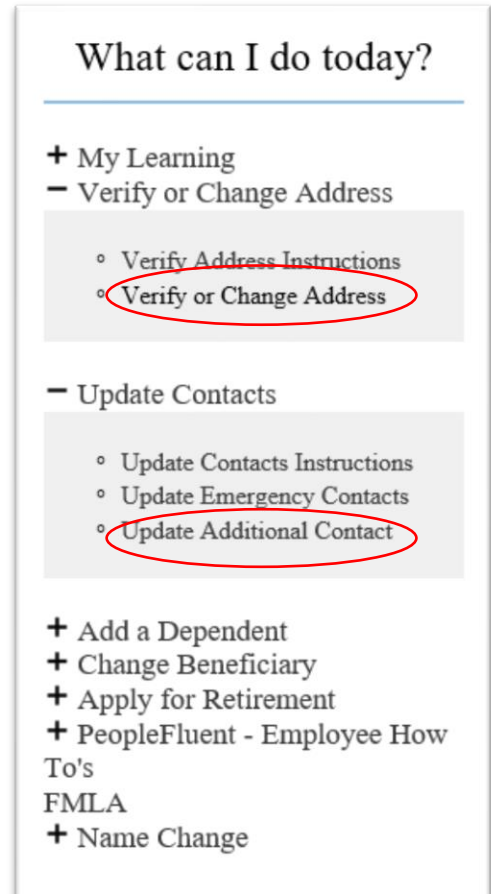 What can I do today?
+ My Learning
− Verify or Change Address
Verify Address Instructions
Verify or Change Address
− Update Contacts
Update Contacts Instructions
Update Emergency Contacts
Update Additional Contact
+ Add a Dependent
+ Change Beneficiary
+ Apply for Retirement
+ PeopleFluent - Employee How
To's
FMLA
+ Name Change